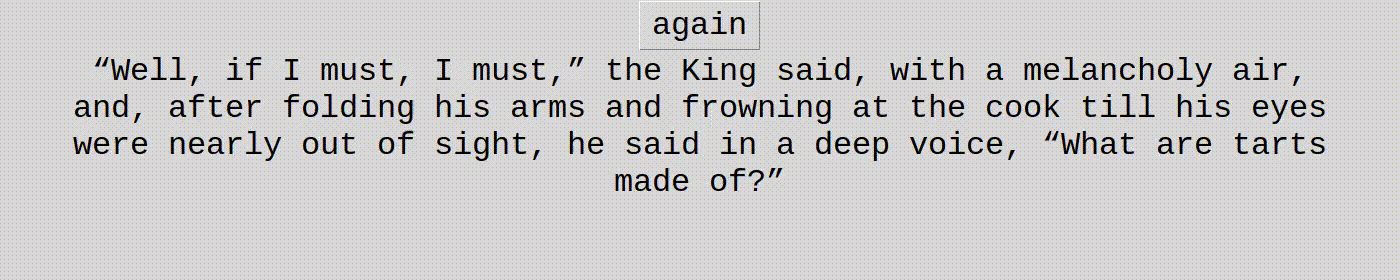 again
“Well, if I must, I must,” the King said, with a melancholy air,
and, after folding his arms and frowning at the cook till his eyes
were nearly out of sight, he said in a deep voice, “What are tarts
made of?”